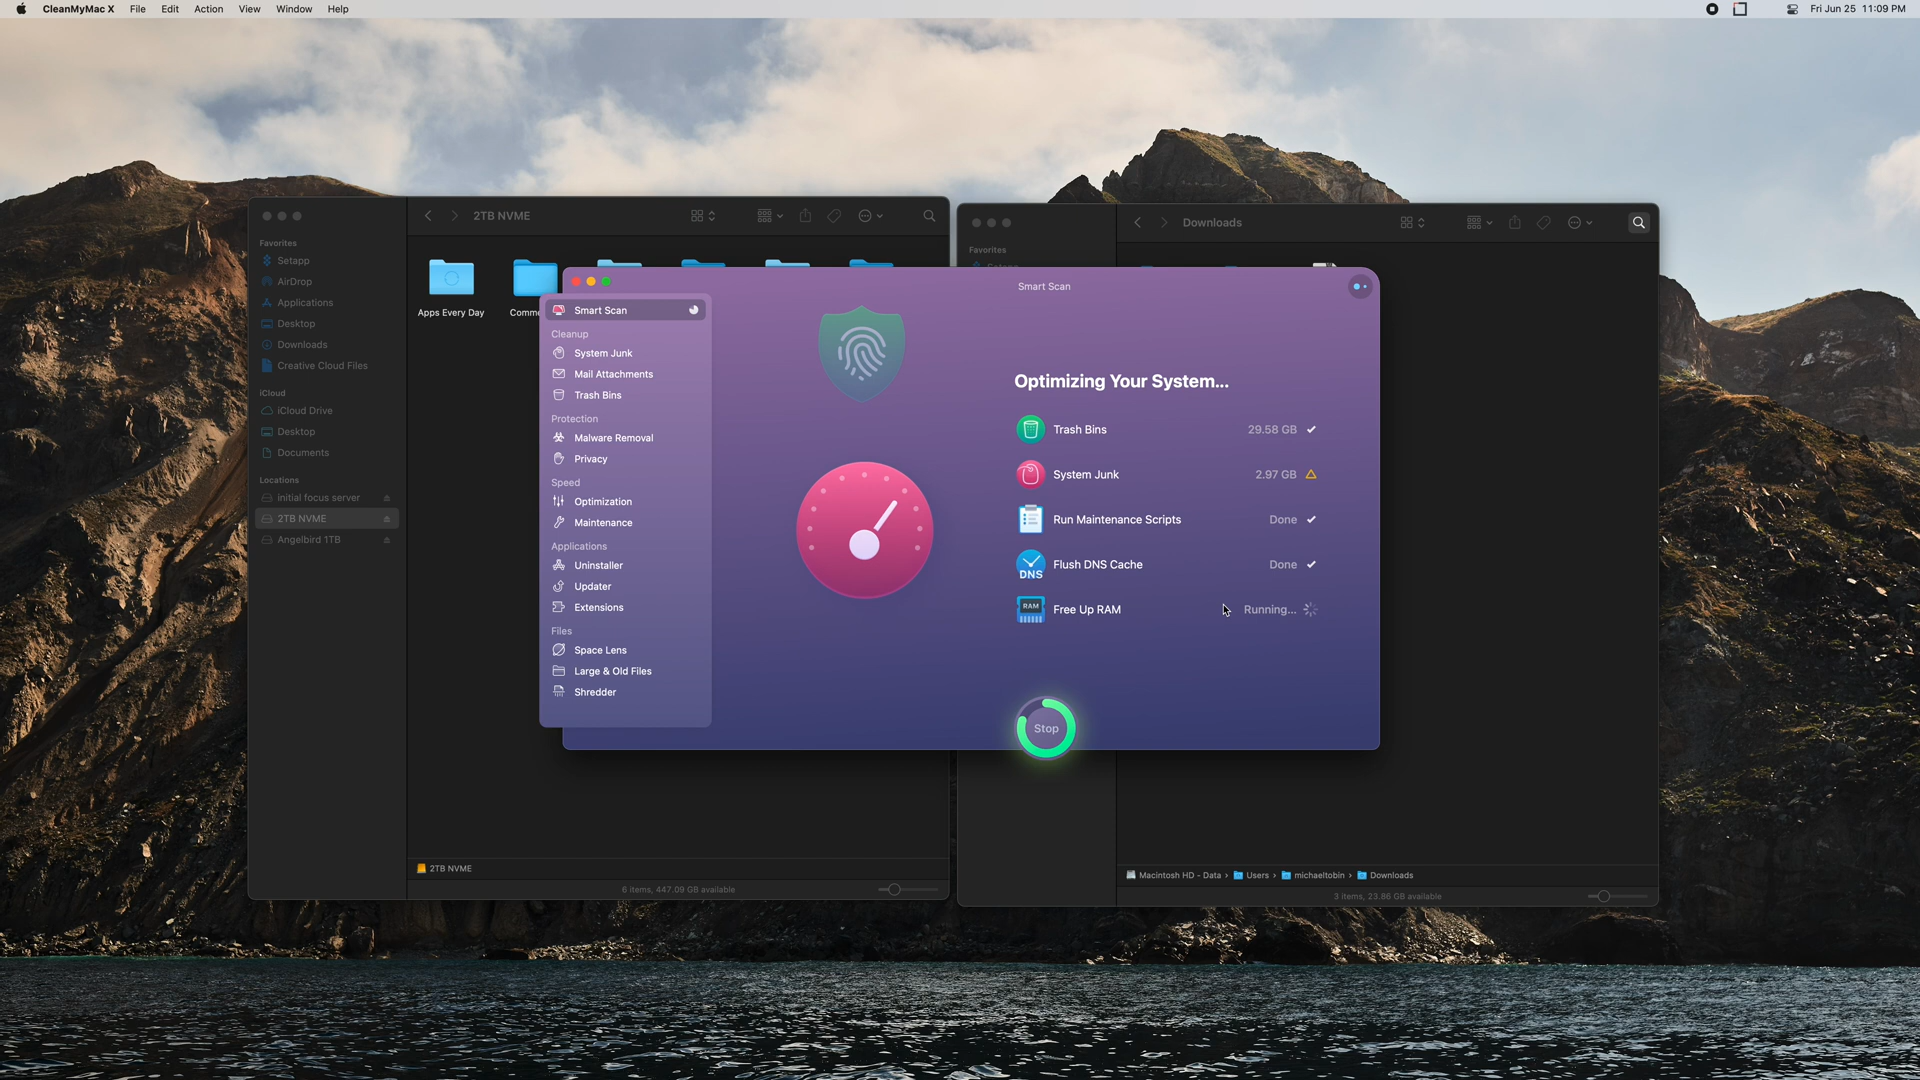 CleanMyMac X File Edit Action View Window Help
Fri Jun 25 11:09 PM
2TB NVME
Favorites
Setapp
AirDrop
Applications
Desktop
Downloads
Creative Cloud Files
iCloud
iCloud Drive
Desktop
Documents
Locations
initial focus server
2TB NVME
Angelbird 1TB
Apps Every Day
2TB NVME
6 items, 447.09 GB available
Downloads
Favorites
Macintosh HD - Data › Users › michaeltobin › Downloads
3 items, 23.86 GB available
Smart Scan
Smart Scan
Cleanup
System Junk
Mail Attachments
Trash Bins
Protection
Malware Removal
Privacy
Speed
Optimization
Maintenance
Applications
Uninstaller
Updater
Extensions
Files
Space Lens
Large & Old Files
Shredder
Optimizing Your System...
Trash Bins 29.58 GB
System Junk 2.97 GB
Run Maintenance Scripts Done
DNS Flush DNS Cache Done
RAM Free Up RAM Running...
Stop